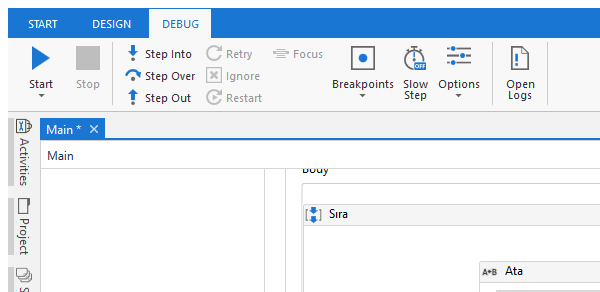 START DESIGN DEBUG
Step Into Retry Focus
Step Over Ignore
Step Out Restart
Start Stop Breakpoints Slow Step Options Open Logs
OFF
Main *
Activities
Main
Body
Project
Sıra
A*B Ata